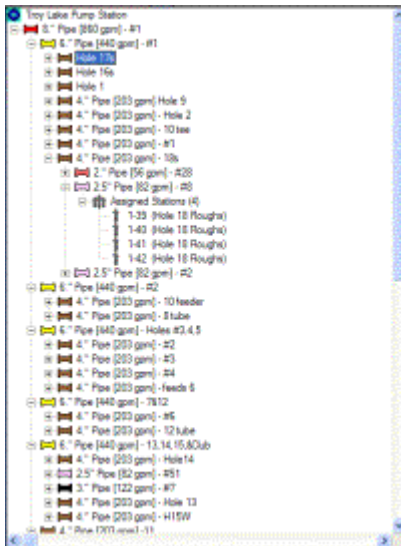 Troy Lake Pump Station
8." Pipe [860 gpm] - #1
6." Pipe [440 gpm] - #1
Hole 17s
Hole 16s
Hole 1
4." Pipe [203 gpm] Hole 9
4." Pipe [203 gpm] - Hole 2
4." Pipe [203 gpm] - 10 tee
4." Pipe [203 gpm] - #1
4." Pipe [203 gpm] - 18s
2." Pipe [56 gpm] - #28
2.5" Pipe [82 gpm] - #8
Assigned Stations (4)
1-39 (Hole 18 Roughs)
1-40 (Hole 18 Roughs)
1-41 (Hole 18 Roughs)
1-42 (Hole 18 Roughs)
2.5" Pipe [82 gpm] - #2
6." Pipe [440 gpm] - #2
4." Pipe [203 gpm] - 10 feeder
4." Pipe [203 gpm] - 8 tube
6." Pipe [440 gpm] - Holes #3,4,5
4." Pipe [203 gpm] - #2
4." Pipe [203 gpm] - #3
4." Pipe [203 gpm] - #4
4." Pipe [203 gpm] - feeds 6
6." Pipe [440 gpm] - 7&12
4." Pipe [203 gpm] - #6
4." Pipe [203 gpm] - 12 tube
6." Pipe [440 gpm] - 13,14,15,&Club
4." Pipe [203 gpm] - Hole14
2.5" Pipe [82 gpm] - #51
3." Pipe [122 gpm] - #7
4." Pipe [203 gpm] - Hole 13
4." Pipe [203 gpm] - H15W
4." Pipe [203 gpm] - 11